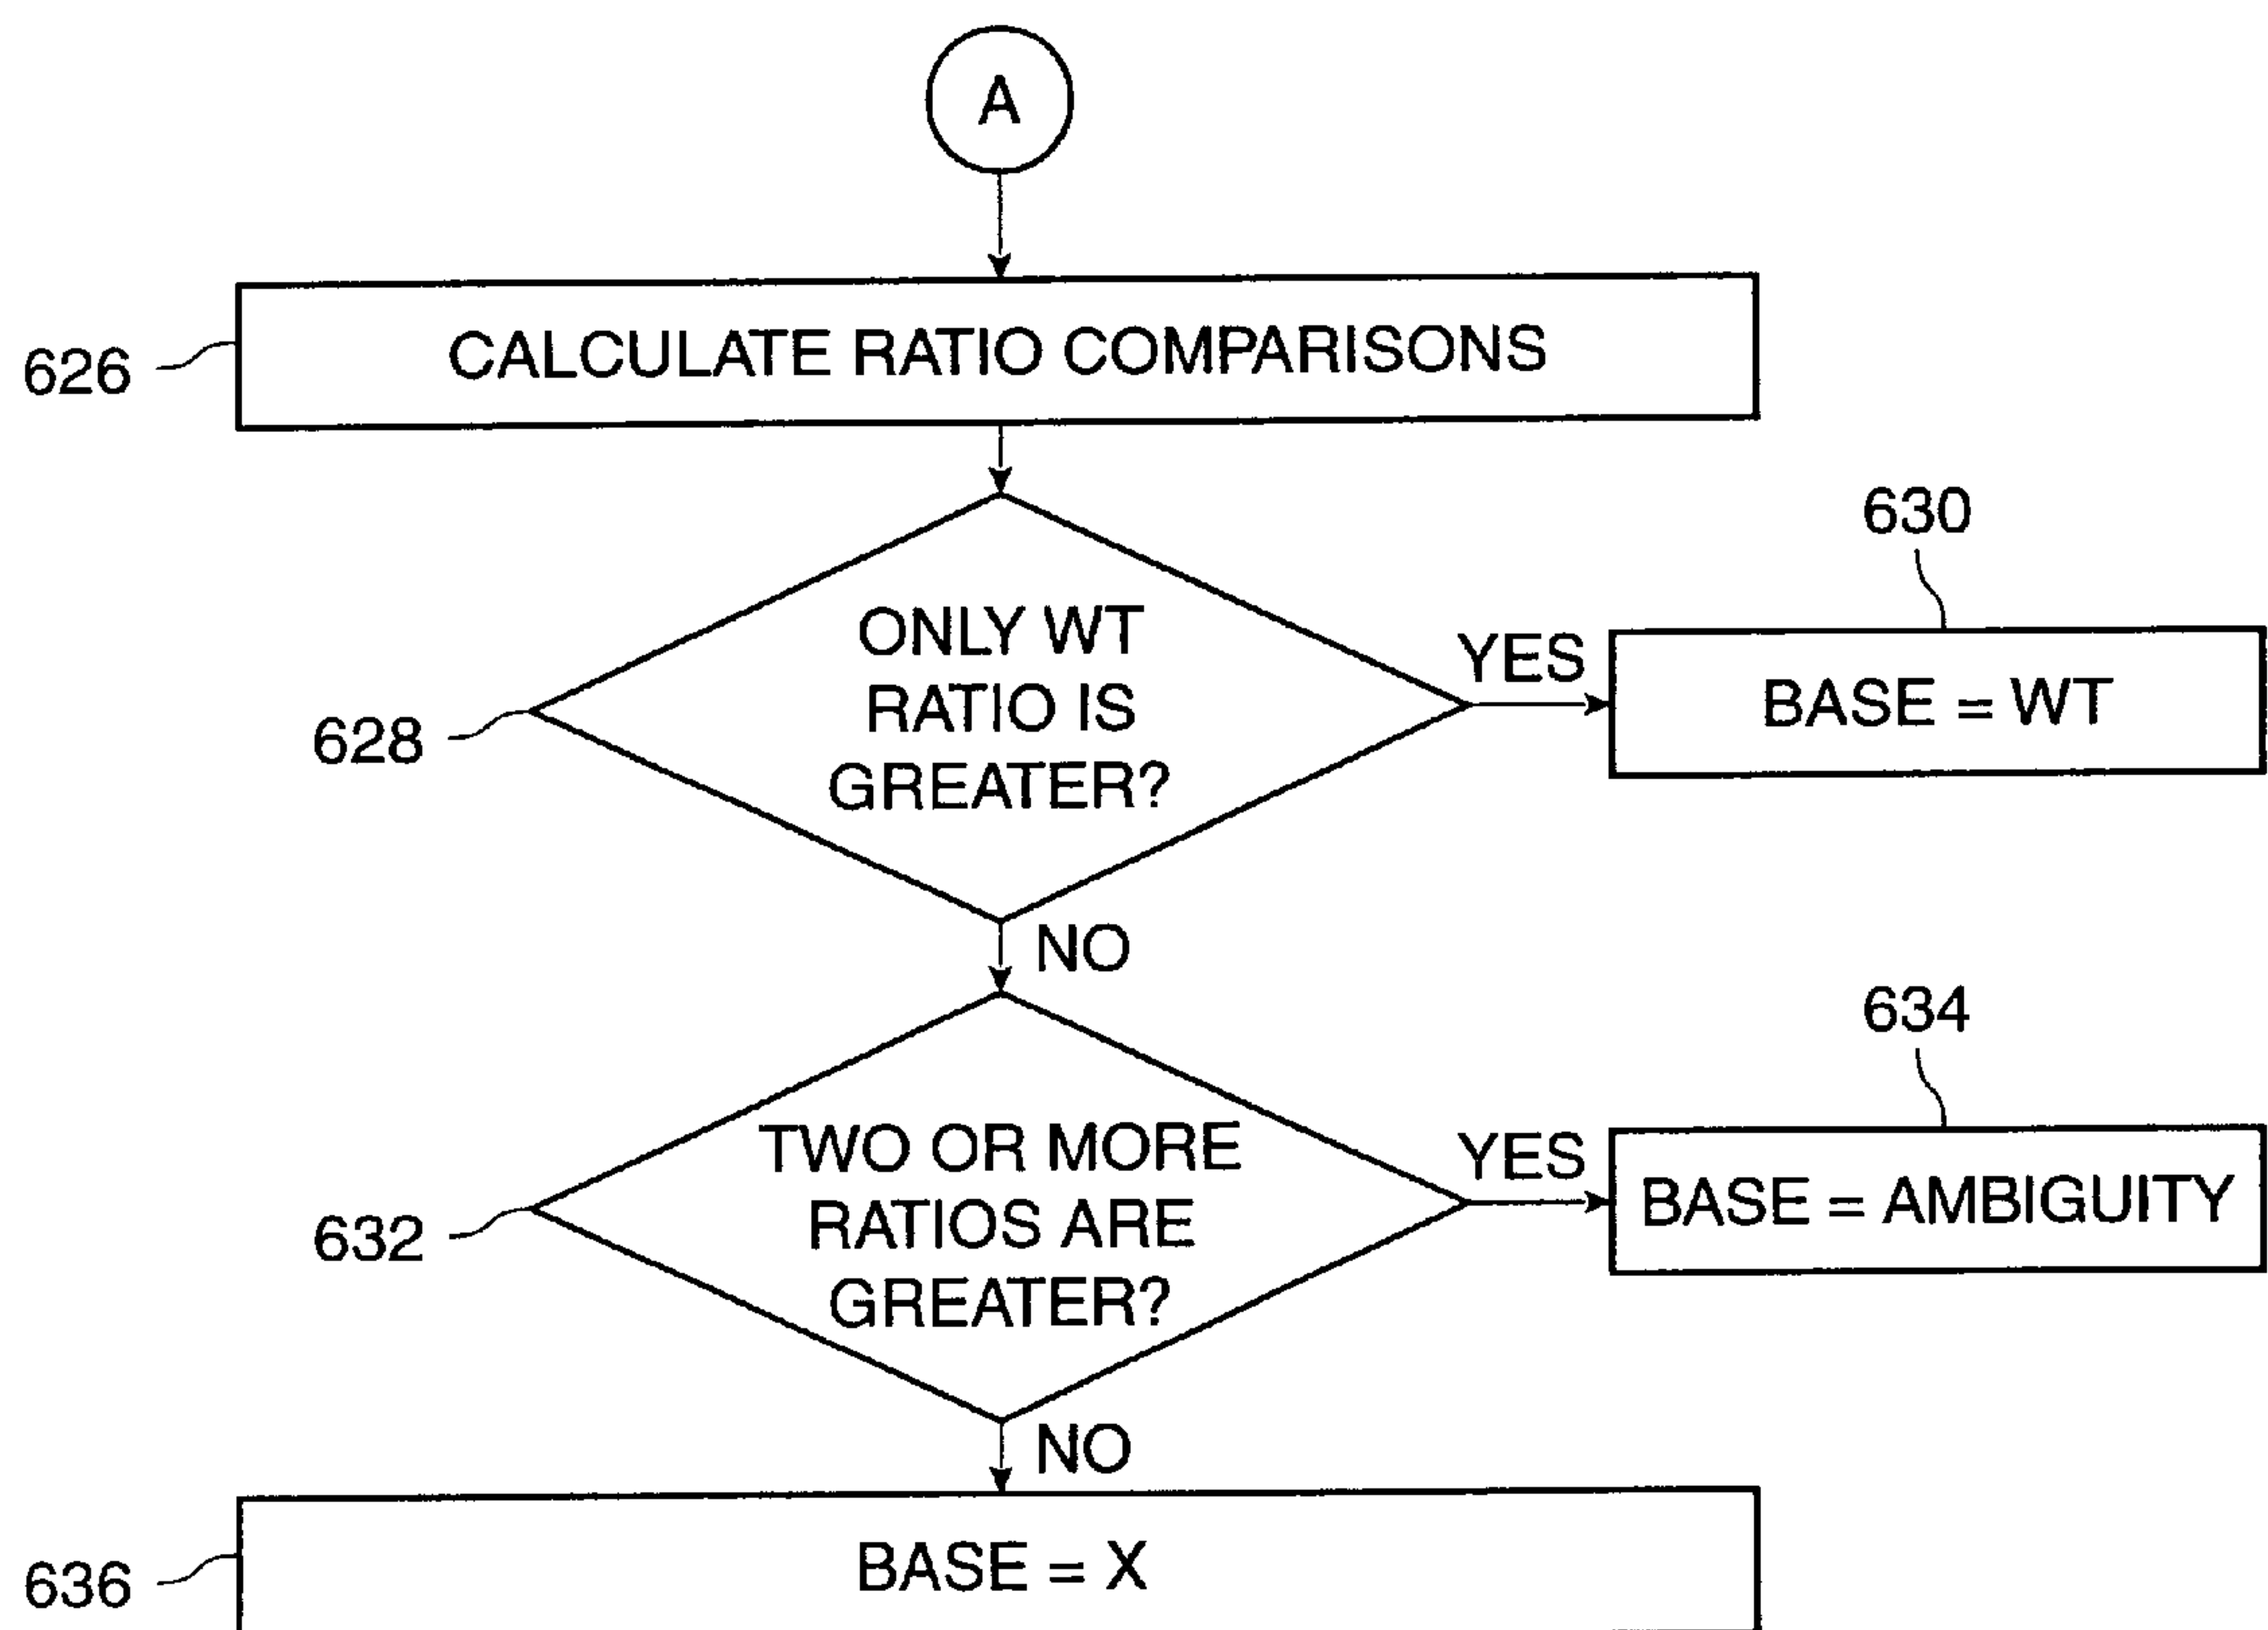 A
CALCULATE RATIO COMPARISONS
626
630
ONLY WT
RATIO IS
GREATER?
YES
BASE = WT
628
NO
634
TWO OR MORE
RATIOS ARE
GREATER?
YES
BASE = AMBIGUITY
632
NO
BASE = X
636